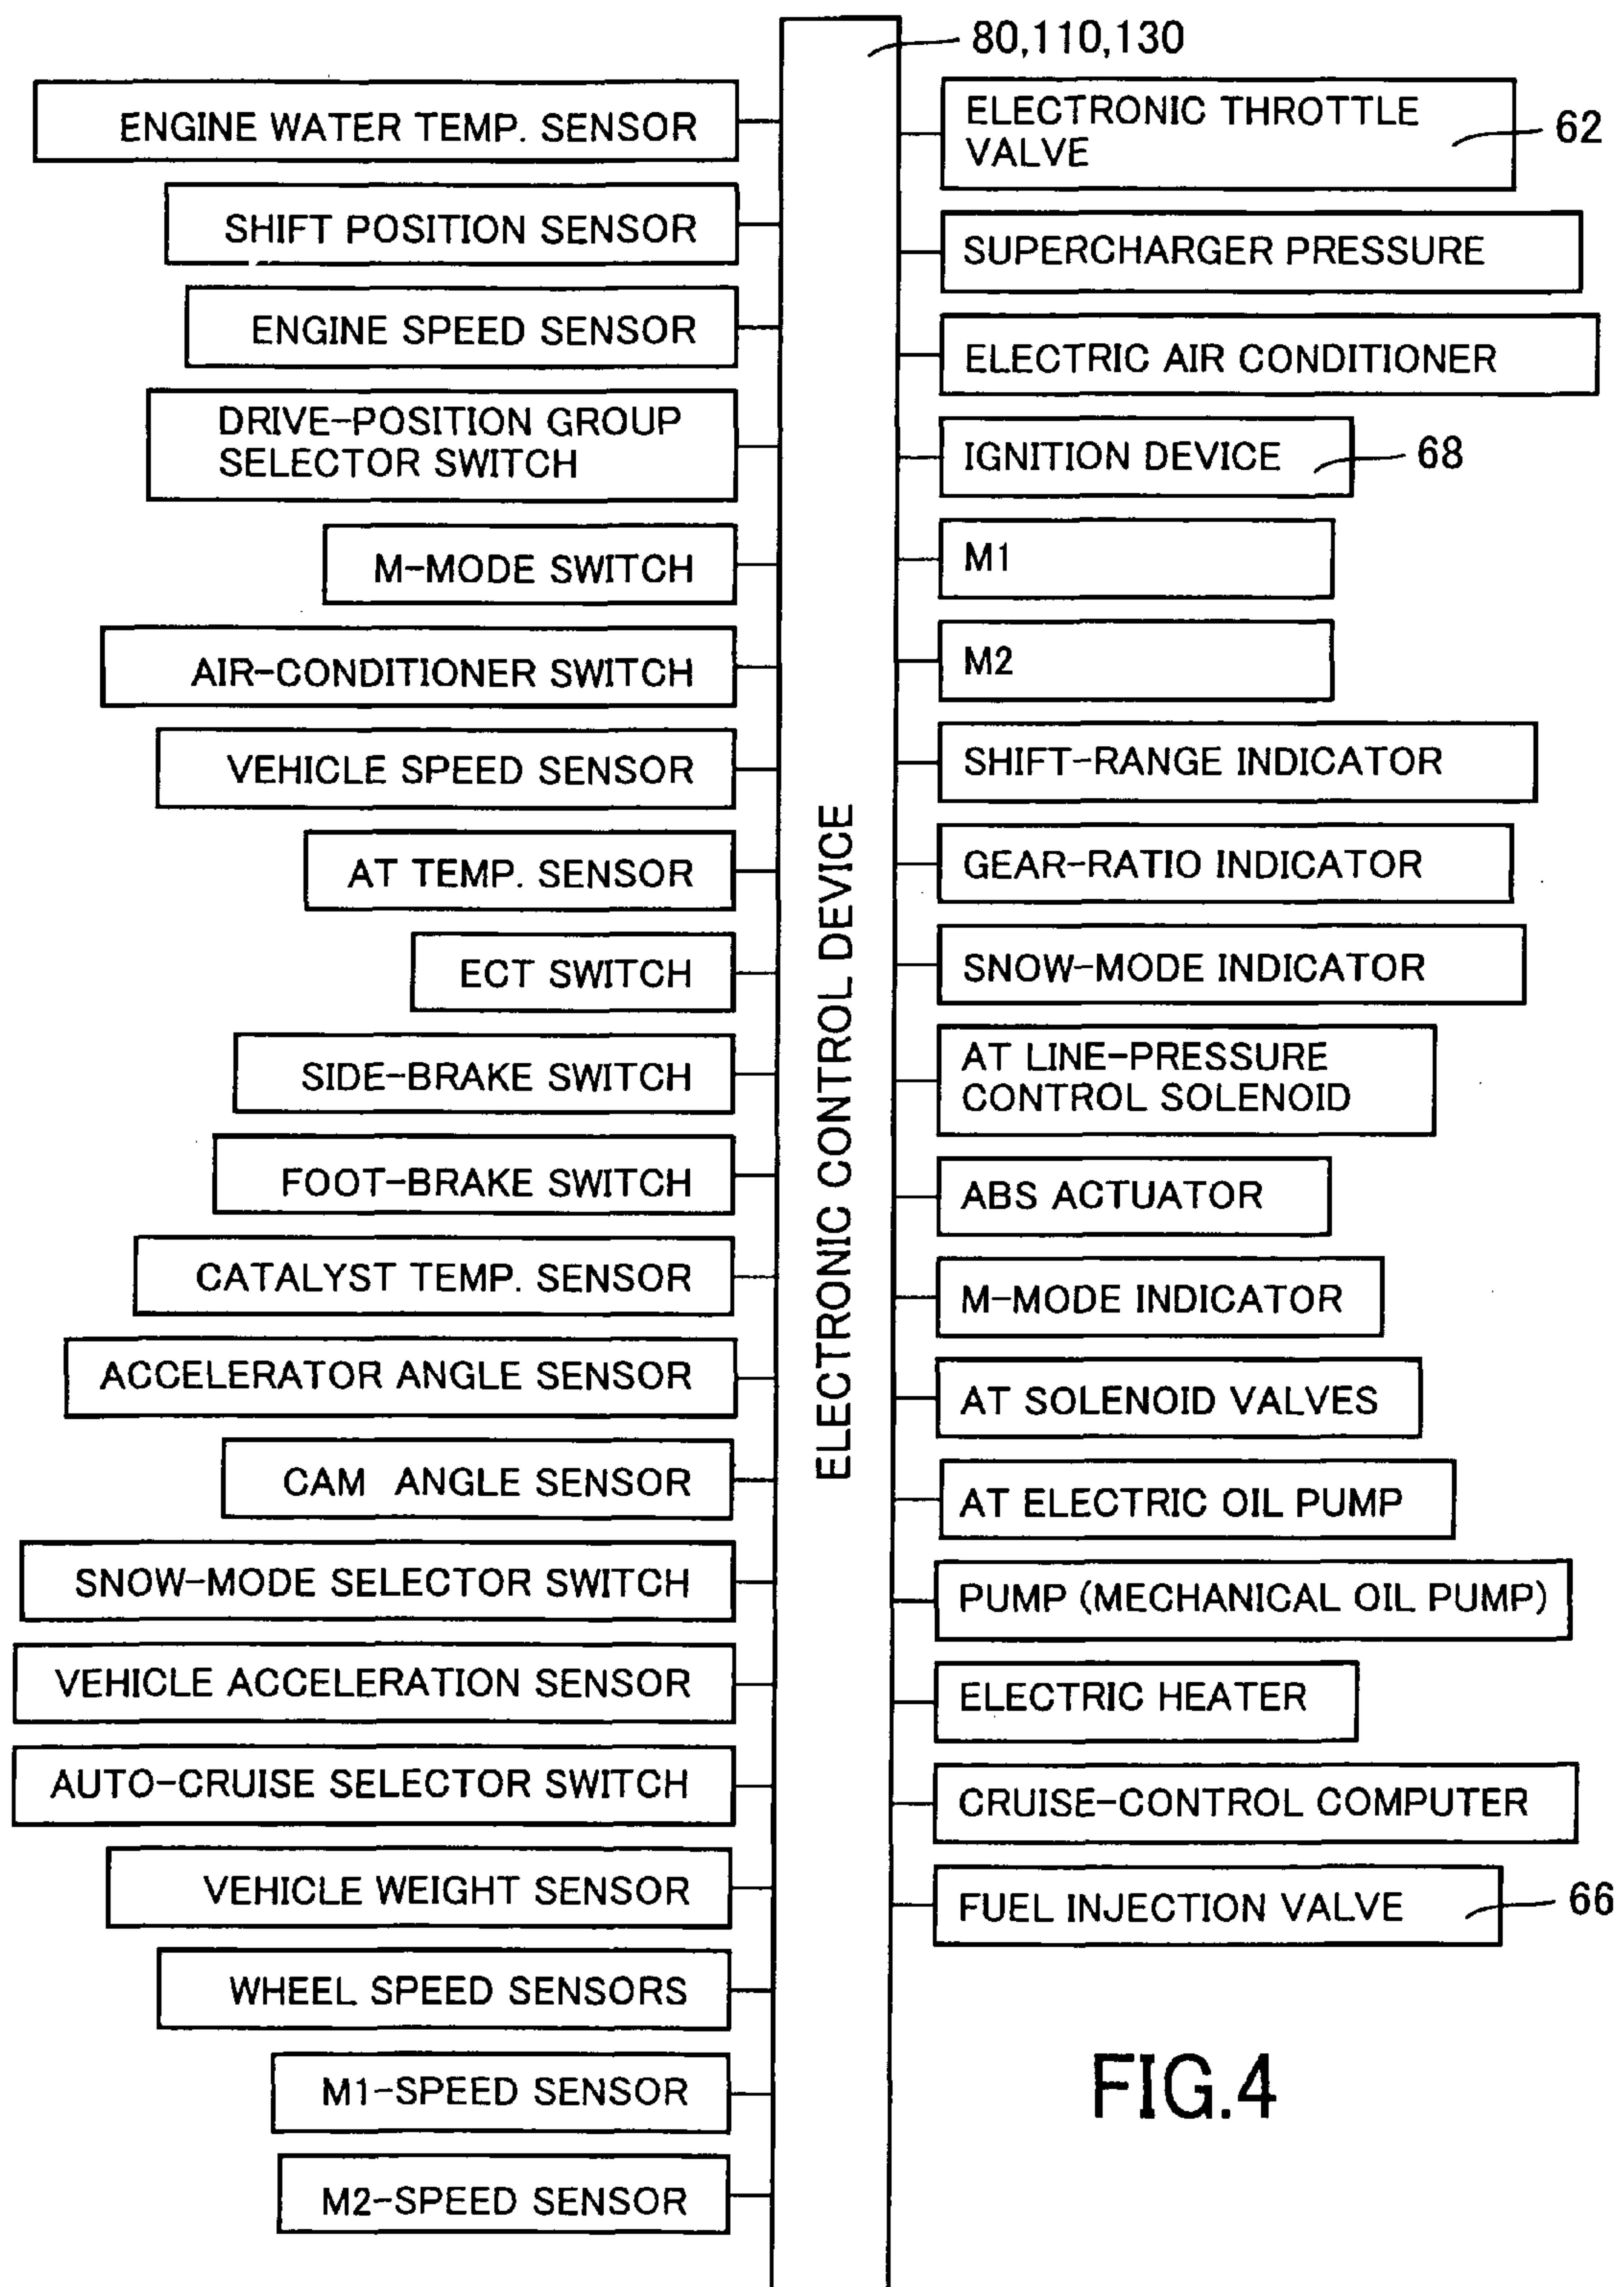 80,110,130
ENGINE WATER TEMP. SENSOR
SHIFT POSITION SENSOR
ENGINE SPEED SENSOR
DRIVE-POSITION GROUP
SELECTOR SWITCH
M-MODE SWITCH
AIR-CONDITIONER SWITCH
VEHICLE SPEED SENSOR
AT TEMP. SENSOR
ECT SWITCH
SIDE-BRAKE SWITCH
FOOT-BRAKE SWITCH
CATALYST TEMP. SENSOR
ACCELERATOR ANGLE SENSOR
CAM ANGLE SENSOR
SNOW-MODE SELECTOR SWITCH
VEHICLE ACCELERATION SENSOR
AUTO-CRUISE SELECTOR SWITCH
VEHICLE WEIGHT SENSOR
WHEEL SPEED SENSORS
M1-SPEED SENSOR
M2-SPEED SENSOR
ELECTRONIC CONTROL DEVICE
ELECTRONIC THROTTLE
VALVE
62
SUPERCHARGER PRESSURE
ELECTRIC AIR CONDITIONER
IGNITION DEVICE
68
M1
M2
SHIFT-RANGE INDICATOR
GEAR-RATIO INDICATOR
SNOW-MODE INDICATOR
AT LINE-PRESSURE
CONTROL SOLENOID
ABS ACTUATOR
M-MODE INDICATOR
AT SOLENOID VALVES
AT ELECTRIC OIL PUMP
PUMP (MECHANICAL OIL PUMP)
ELECTRIC HEATER
CRUISE-CONTROL COMPUTER
FUEL INJECTION VALVE
66
FIG.4